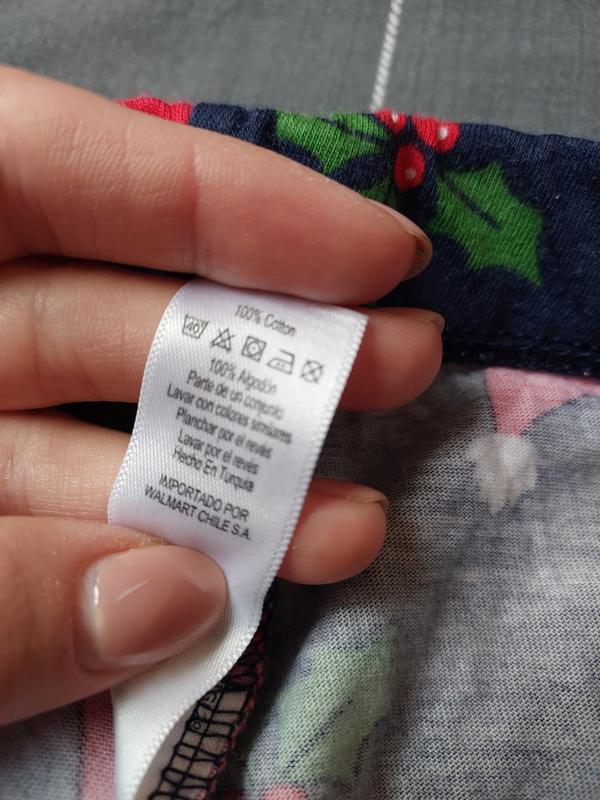 100% Cotton
40
100% Algodón
Parte de un conjunto
Lavar con colores similares
Planchar por el revés
Lavar por el revés
Hecho En Turquia
IMPORTADO POR
WALMART CHILE S.A.